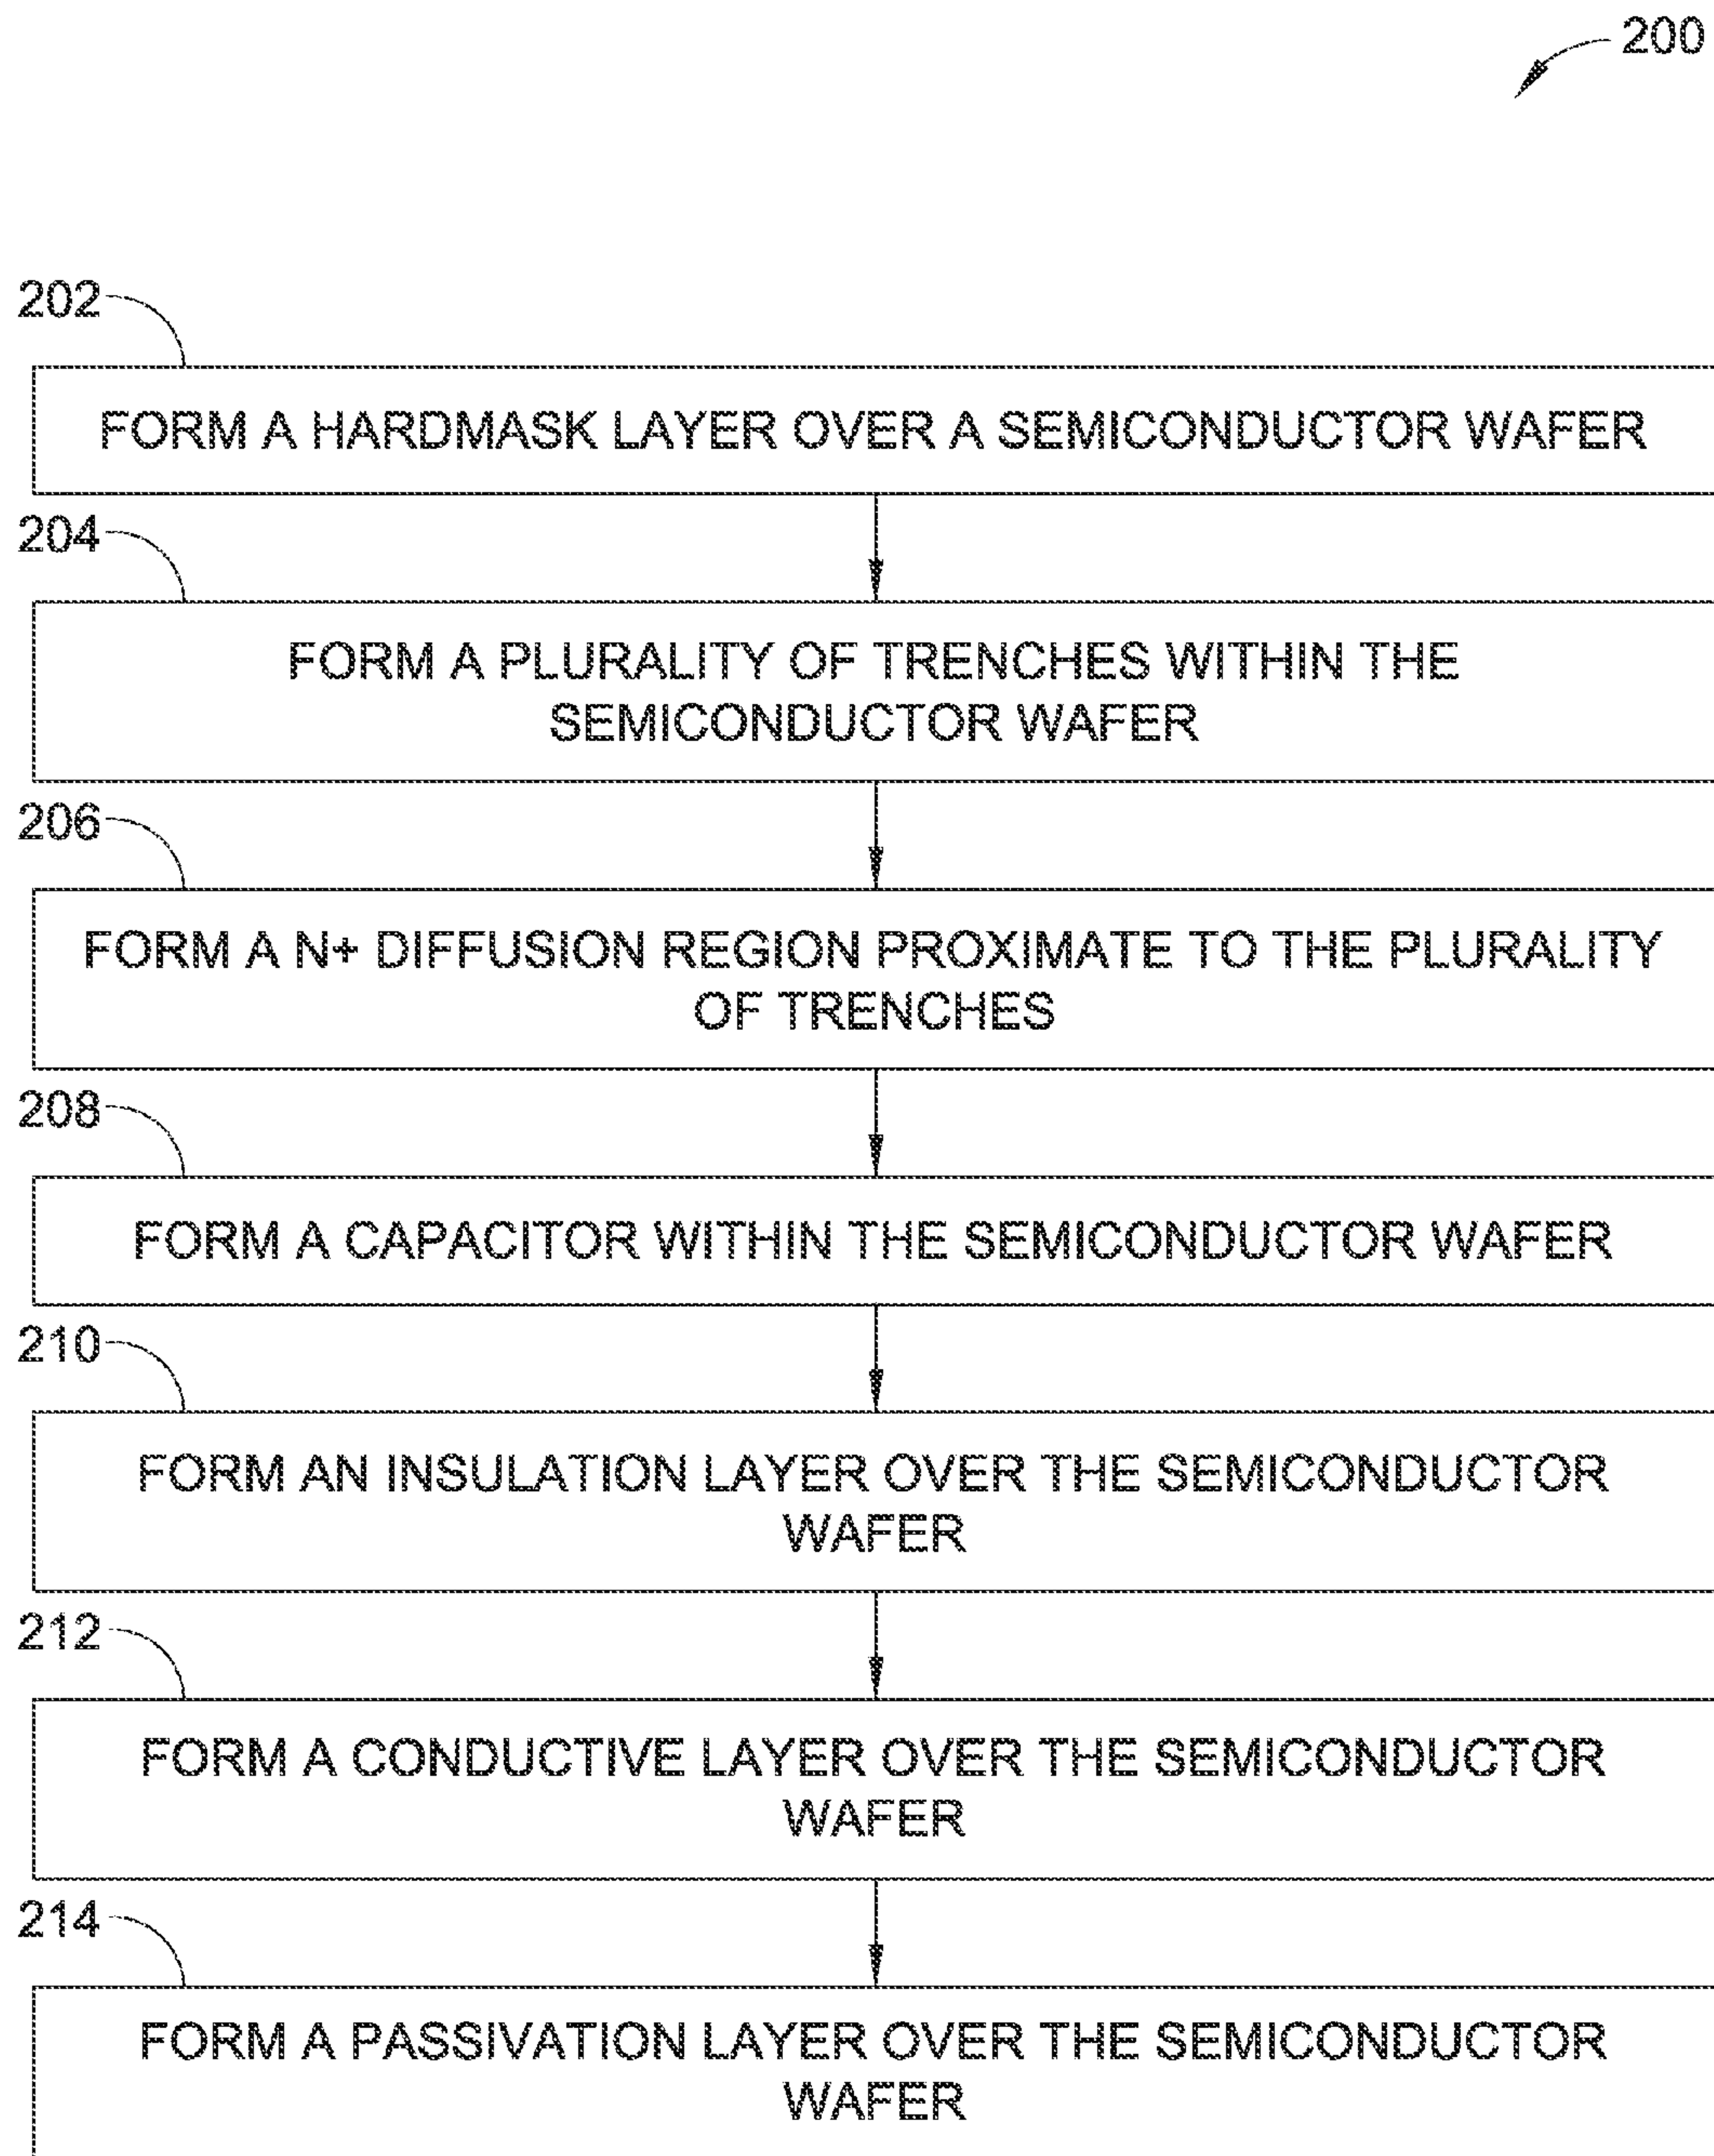 200
202
FORM A HARDMASK LAYER OVER A SEMICONDUCTOR WAFER
204
FORM A PLURALITY OF TRENCHES WITHIN THE
SEMICONDUCTOR WAFER
206
FORM A N+ DIFFUSION REGION PROXIMATE TO THE PLURALITY
OF TRENCHES
208
FORM A CAPACITOR WITHIN THE SEMICONDUCTOR WAFER
210
FORM AN INSULATION LAYER OVER THE SEMICONDUCTOR
WAFER
212
FORM A CONDUCTIVE LAYER OVER THE SEMICONDUCTOR
WAFER
214
FORM A PASSIVATION LAYER OVER THE SEMICONDUCTOR
WAFER